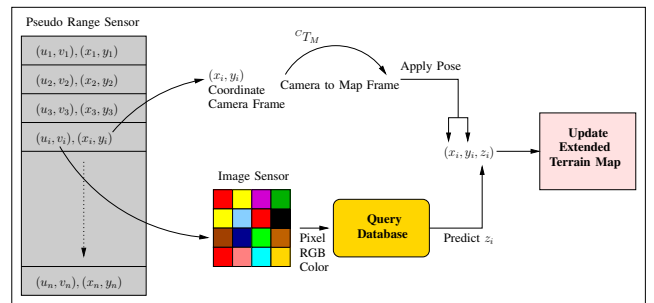 Pseudo Range Sensor
(u₁, v₁), (x₁, y₁)
(u₂, v₂), (x₂, y₂)
(u₃, v₃), (x₃, y₃)
(uᵢ, vᵢ), (xᵢ, yᵢ)
(uₙ, vₙ), (xₙ, yₙ)
(xᵢ, yᵢ)
Coordinate
Camera Frame
ᶜT_M
Camera to Map Frame
Apply Pose
(xᵢ, yᵢ, zᵢ)
Update
Extended
Terrain Map
Image Sensor
Pixel
RGB
Color
Query
Database
Predict zᵢ